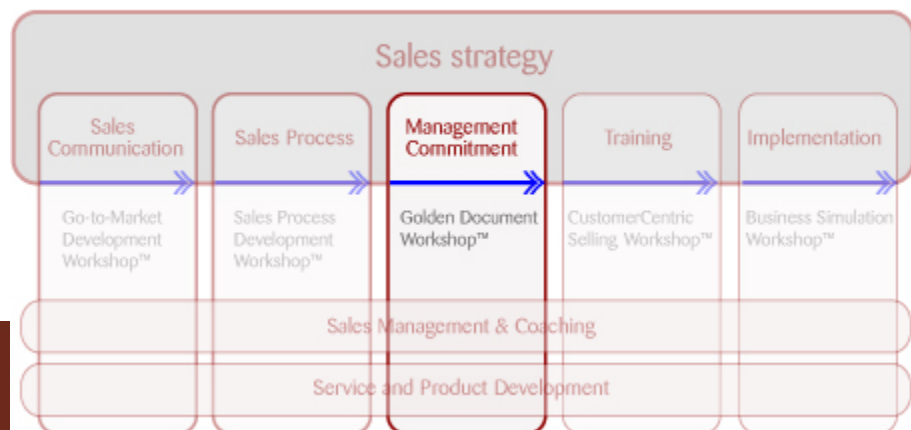 Sales strategy
Sales
Communication
Sales Process
Management
Commitment
Training
Implementation
Go-to-Market
Development
Workshop™
Sales Process
Development
Workshop™
Golden Document
Workshop™
CustomerCentric
Selling Workshop™
Business Simulation
Workshop™
Sales Management & Coaching
Service and Product Development